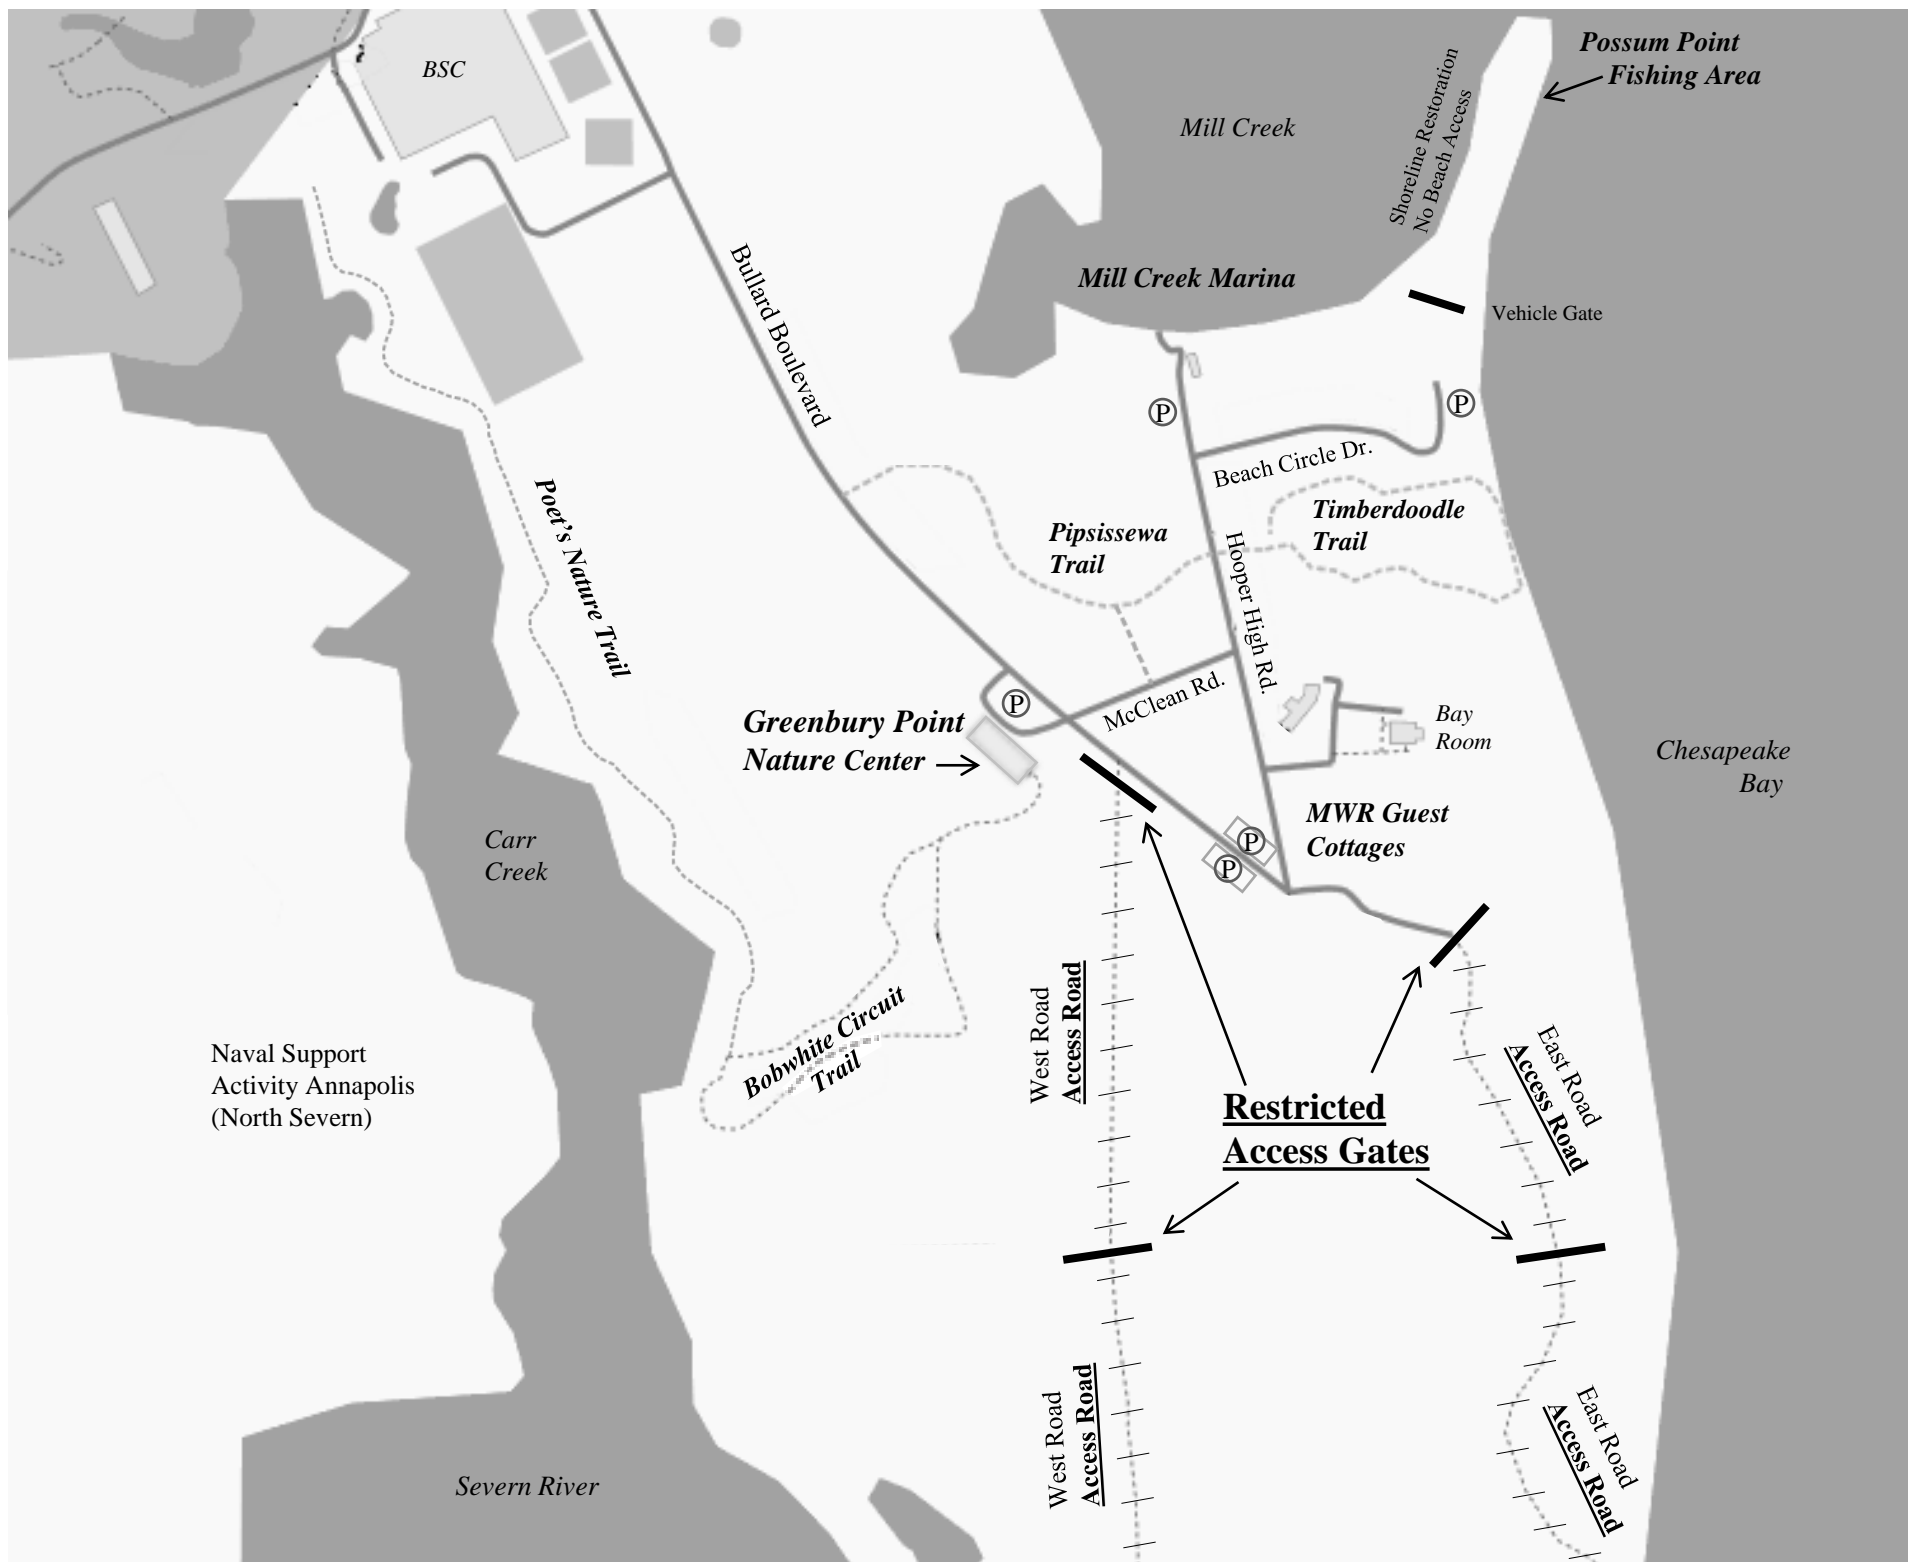 BSC
Possum Point
Fishing Area
Mill Creek
Shoreline Restoration
No Beach Access
Mill Creek Marina
Vehicle Gate
Bullard Boulevard
P
P
Beach Circle Dr.
Poet's Nature Trail
Pipsissewa
Trail
Timberdoodle
Trail
Hooper High Rd.
McClean Rd.
P
Greenbury Point
Nature Center
Bay
Room
Chesapeake
Bay
MWR Guest
Cottages
P
P
Carr
Creek
West Road
Access Road
Bobwhite Circuit
Trail
East Road
Access Road
Naval Support
Activity Annapolis
(North Severn)
Restricted
Access Gates
West Road
Access Road
East Road
Access Road
Severn River